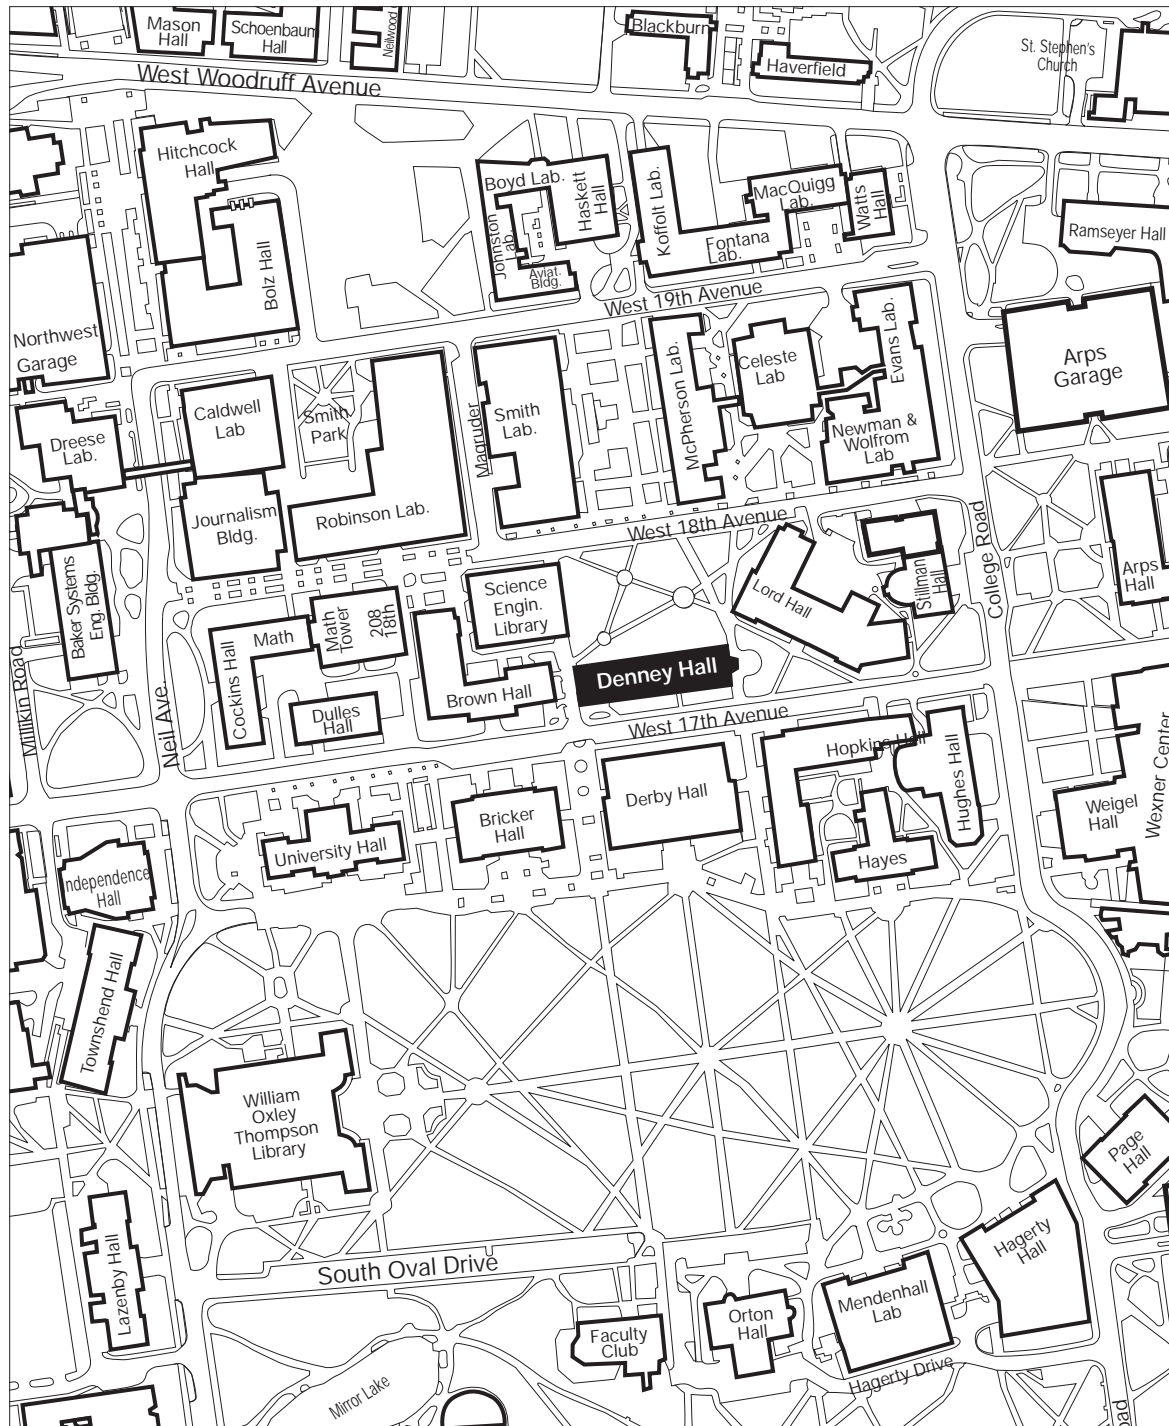 Mason
Hall
Schoenbaum
Hall
Neilwood
Blackburn
Haverfield
St. Stephen's
Church
West Woodruff Avenue
Hitchcock
Hall
Boyd Lab.
Haskett
Hall
Koffolt Lab.
MacQuigg
Lab.
Watts
Hall
Ramseyer Hall
Johnston
Lab.
Fontana
Lab.
Aviat.
Bldg.
Bolz Hall
West 19th Avenue
Northwest
Garage
McPherson Lab.
Celeste
Lab
Evans Lab.
Arps
Garage
Caldwell
Lab
Smith
Park
Magruder
Smith
Lab.
Newman &
Wolfrom
Lab
Dreese
Lab.
Journalism
Bldg.
Robinson Lab.
West 18th Avenue
College Road
Baker Systems
Eng. Bldg.
Science
Engin.
Library
Lord Hall
Stillman
Hall
Arps
Hall
Math
Math
Tower
208
18th
Cockins Hall
Denney Hall
Brown Hall
Dulles
Hall
Millikin Road
Neil Ave.
West 17th Avenue
Hopkins Hall
Hughes Hall
Derby Hall
Weigel
Hall
Wexner Center
Bricker
Hall
University Hall
Hayes
ndependence
Hall
Townshend Hall
William
Oxley
Thompson
Library
Page
Hall
Lazenby Hall
Hagerty
Hall
South Oval Drive
Mendenhall
Lab
Orton
Hall
Faculty
Club
Hagerty Drive
Mirror Lake
oad